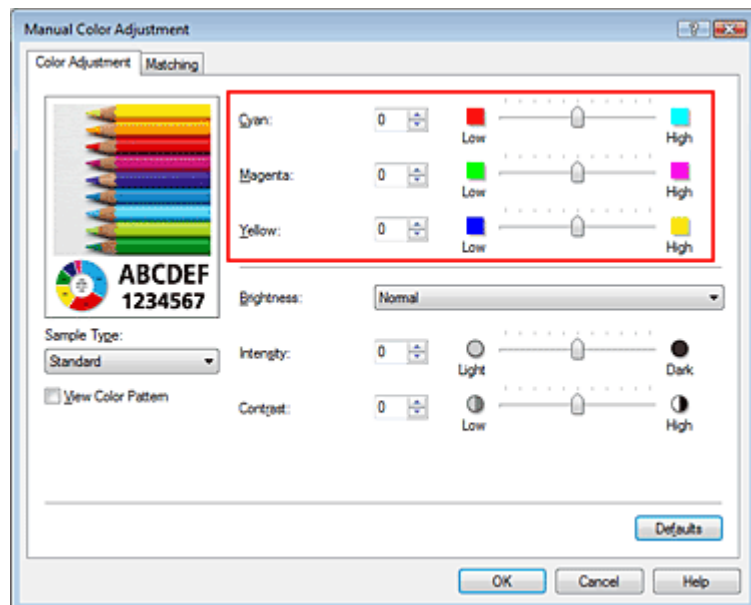 Manual Color Adjustment
Color Adjustment Matching
Cyan: 0 Low High
Magenta: 0 Low High
Yellow: 0 Low High
ABCDEF
1234567
Brightness: Normal
Sample Type:
Standard
Intensity: 0 Light Dark
View Color Pattern
Contrast: 0 Low High
Defaults
OK Cancel Help